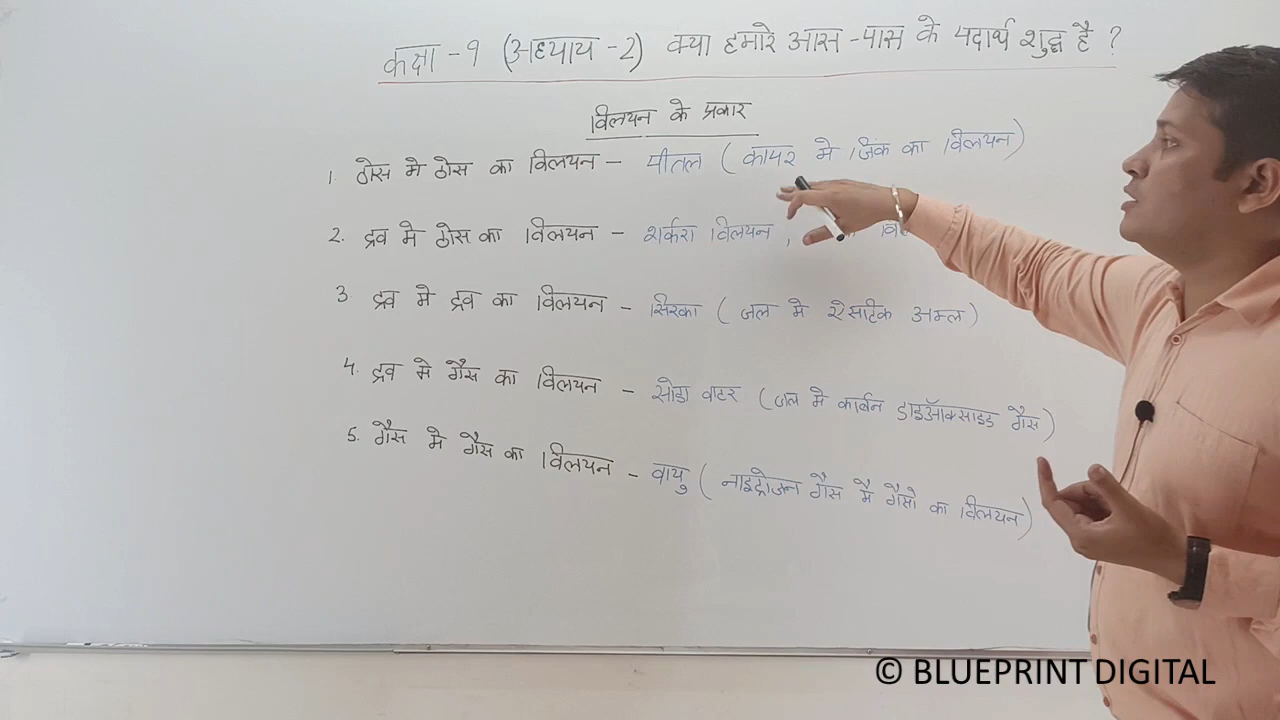 कक्षा - 9 (अध्याय - 2) क्या हमारे आस - पास के पदार्थ शुद्ध है ?
विलयन के प्रकार
1. ठोस मे ठोस का विलयन - पीतल ( कापर मे जिंक का विलयन )
2. द्रव मे ठोस का विलयन - शर्करा विलयन ,
3. द्रव मे द्रव का विलयन - सिरका ( जल मे ऐसीटिक अम्ल )
4. द्रव मे गैस का विलयन - सोडा वाटर ( जल मे कार्बन डाइऑक्साइड गैस )
5. गैस मे गैस का विलयन - वायु ( नाइट्रोजन गैस मै गैसो का विलयन )
© BLUEPRINT DIGITAL